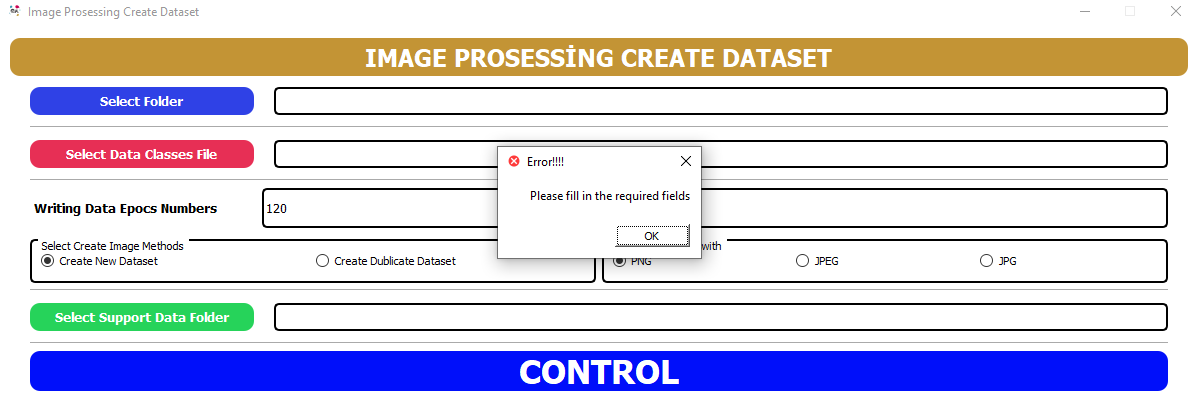 Image Prosessing Create Dataset
IMAGE PROSESSİNG CREATE DATASET
Select Folder
Select Data Classes File
Error!!!!
Please fill in the required fields
OK
Writing Data Epocs Numbers
120
Select Create Image Methods
with
Create New Dataset
Create Dublicate Dataset
PNG
JPEG
JPG
Select Support Data Folder
CONTROL